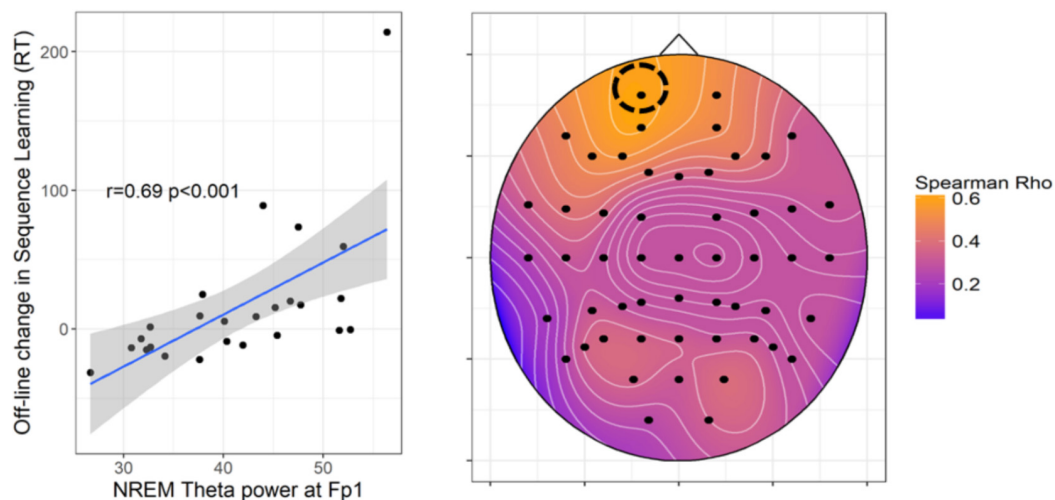 Off-line change in Sequence Learning (RT)
200
100
0
r=0.69 p<0.001
30 40 50
NREM Theta power at Fp1
Spearman Rho
0.6
0.4
0.2